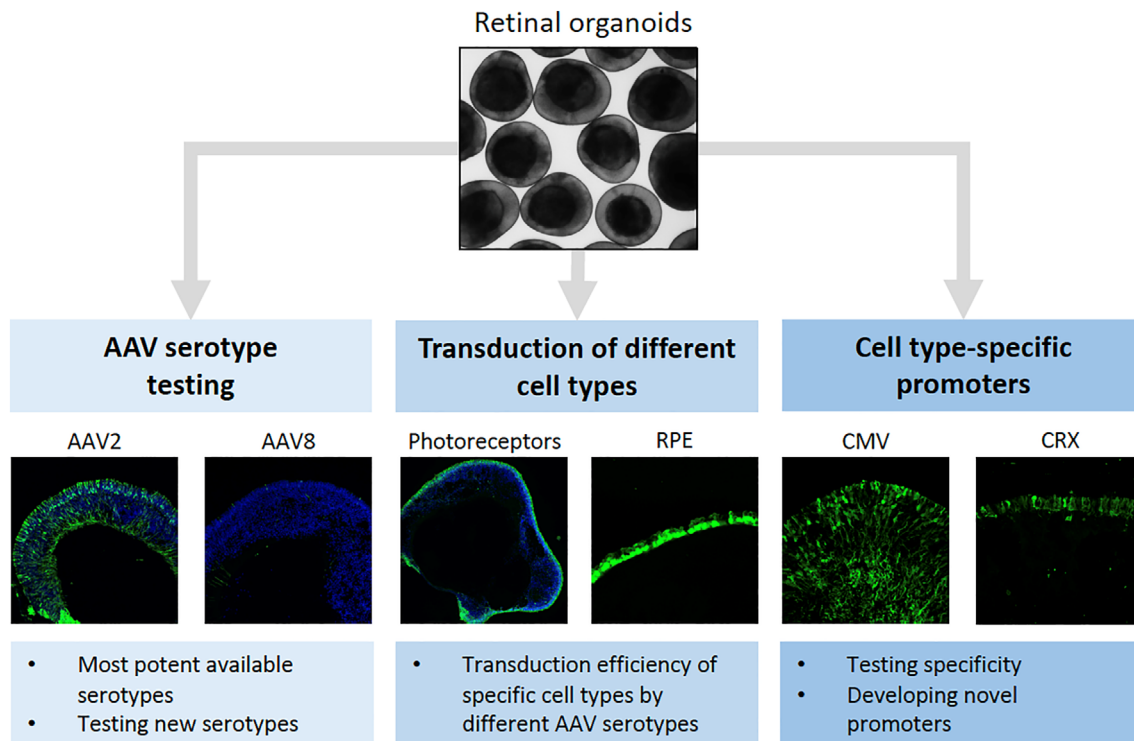 Retinal organoids
AAV serotype
testing
Transduction of different
cell types
Cell type-specific
promoters
AAV2
AAV8
Photoreceptors
RPE
CMV
CRX
• Most potent available
serotypes
• Testing new serotypes
• Transduction efficiency of
specific cell types by
different AAV serotypes
• Testing specificity
• Developing novel
promoters